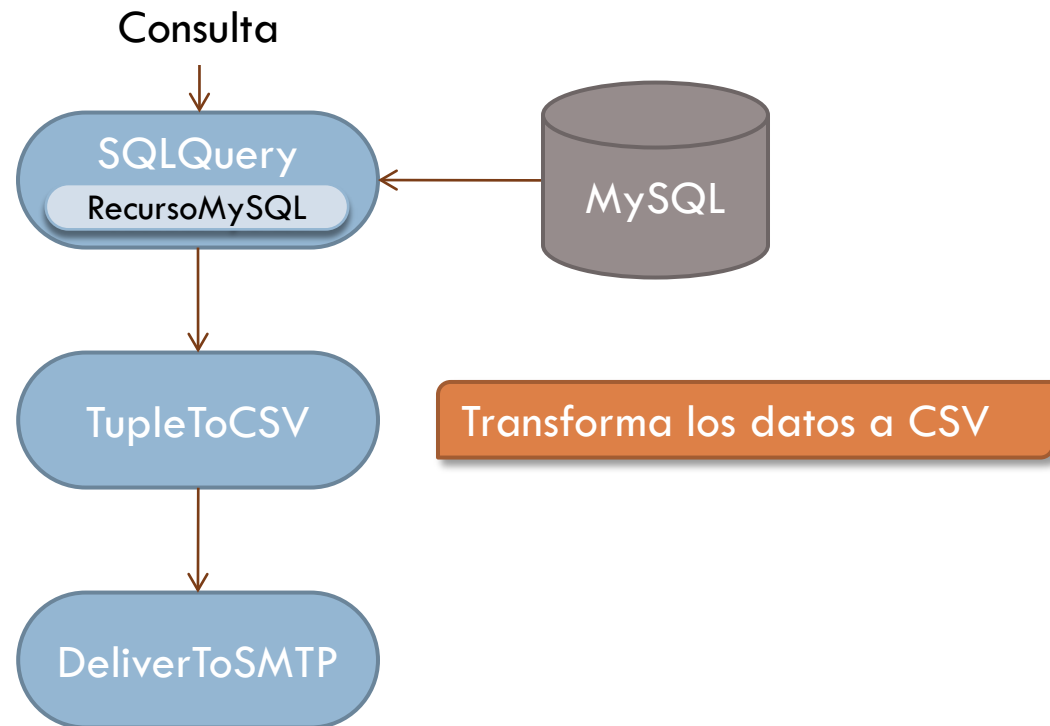 Consulta
SQLQuery
RecursoMySQL
MySQL
TupleToCSV
Transforma los datos a CSV
DeliverToSMTP